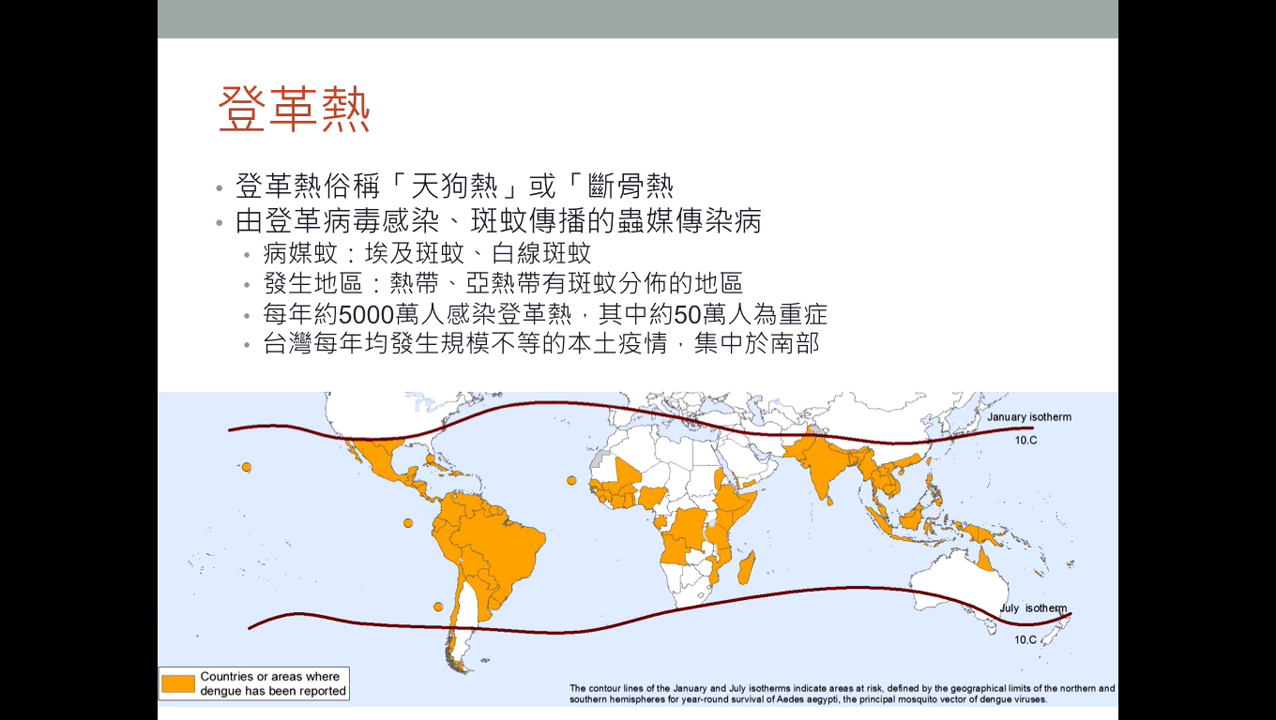 登革熱
• 登革熱俗稱「天狗熱」或「斷骨熱
• 由登革病毒感染、斑蚊傳播的蟲媒傳染病
• 病媒蚊：埃及斑蚊、白線斑蚊
• 發生地區：熱帶、亞熱帶有斑蚊分佈的地區
• 每年約5000萬人感染登革熱，其中約50萬人為重症
• 台灣每年均發生規模不等的本土疫情，集中於南部
January isotherm
10.C
July isotherm
10.C
Countries or areas where
dengue has been reported
The contour lines of the January and July isotherms indicate areas at risk, defined by the geographical limits of the northern and
southern hemispheres for year-round survival of Aedes aegypti, the principal mosquito vector of dengue viruses.